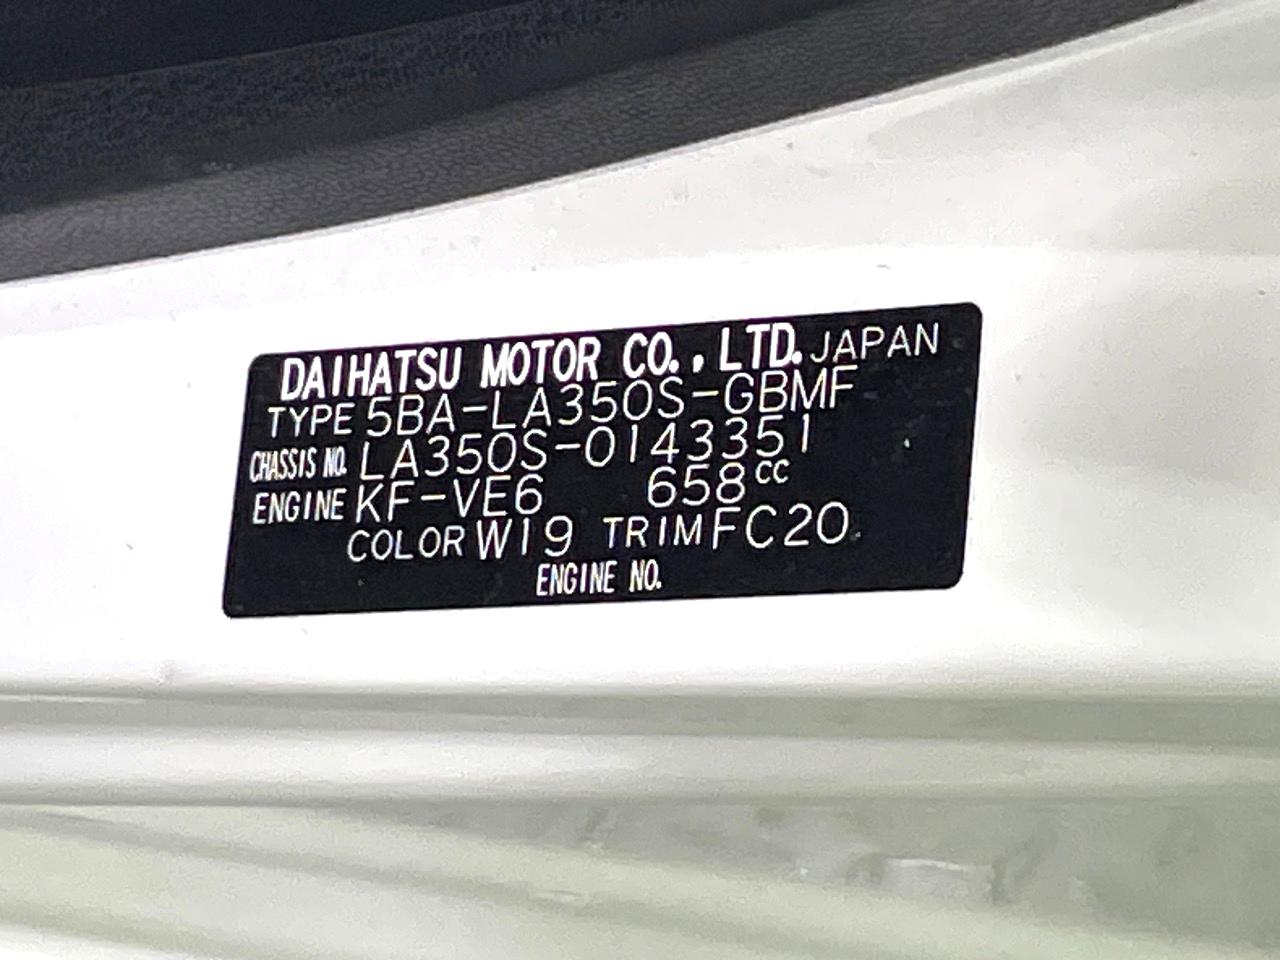 DAIHATSU MOTOR CO., LTD. JAPAN
TYPE 5BA-LA350S-GBMF
CHASSIS NO. LA350S-0143351
ENGINE KF-VE6 658cc
COLOR W19 TRIM FC20
ENGINE NO.